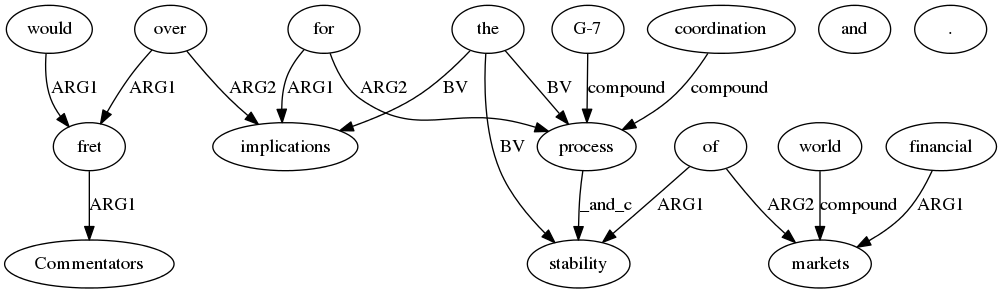 would over for the G-7 coordination and .
ARG1 ARG1 ARG2 ARG1 ARG2 BV BV compound compound
fret implications process of world financial
BV
ARG1 _and_c ARG1 ARG2 compound ARG1
Commentators stability markets